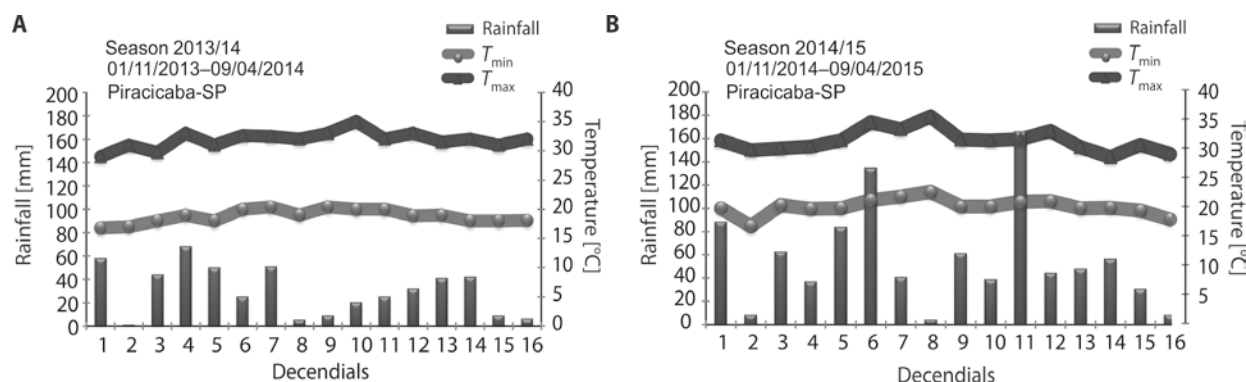 A
Season 2013/14
01/11/2013–09/04/2014
Piracicaba-SP
Rainfall
Tmin
Tmax
Rainfall [mm]
200
180
160
140
120
100
80
60
40
20
0
40
35
30
25
20
15
10
5
0
Temperature [°C]
1 2 3 4 5 6 7 8 9 10 11 12 13 14 15 16
Decendials
B
Season 2014/15
01/11/2014–09/04/2015
Piracicaba-SP
Rainfall
Tmin
Tmax
Rainfall [mm]
200
180
160
140
120
100
80
60
40
20
0
40
35
30
25
20
15
10
5
0
Temperature [°C]
1 2 3 4 5 6 7 8 9 10 11 12 13 14 15 16
Decendials